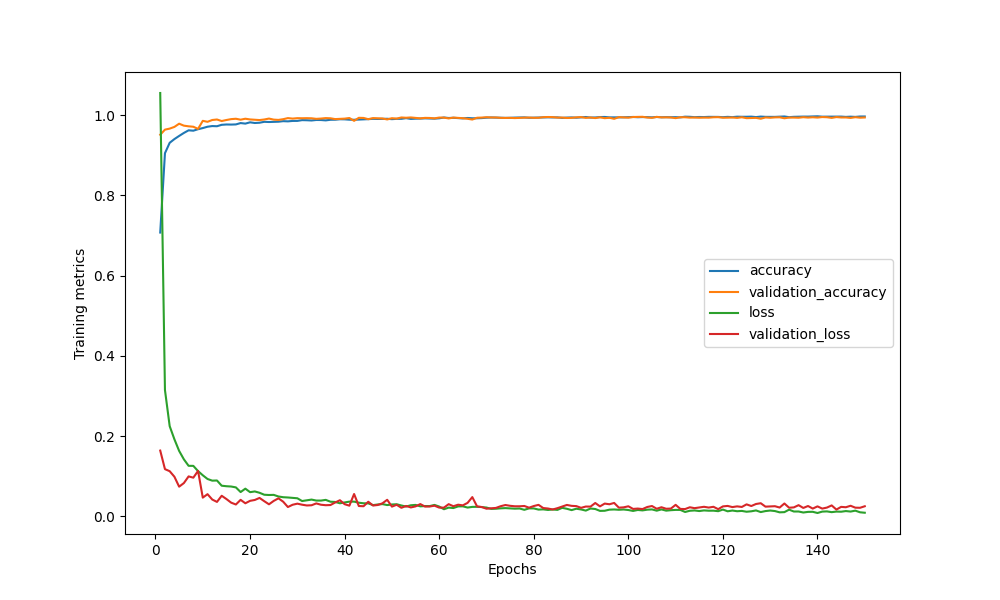 1.0
0.8
0.6
0.4
0.2
0.0
Training metrics
accuracy
validation_accuracy
loss
validation_loss
0 20 40 60 80 100 120 140
Epochs